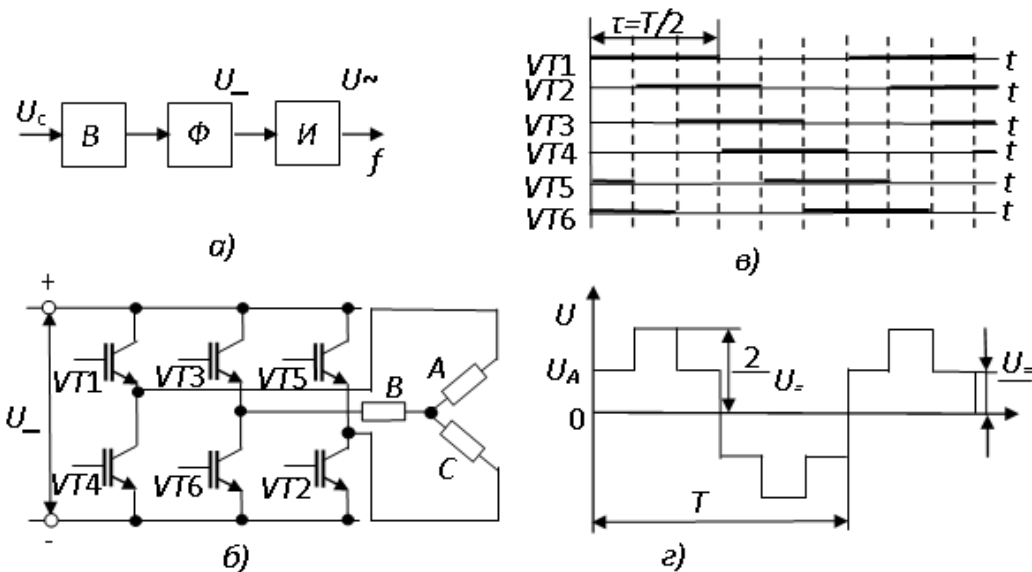 U_
U~
Uc
В
Ф
И
f
а)
τ=T/2
VT1
t
VT2
t
VT3
t
VT4
t
VT5
t
VT6
t
в)
+
VT1
VT3
VT5
A
B
U_
C
VT4
VT6
VT2
-
б)
U
2
U=
U=
UA
0
T
г)